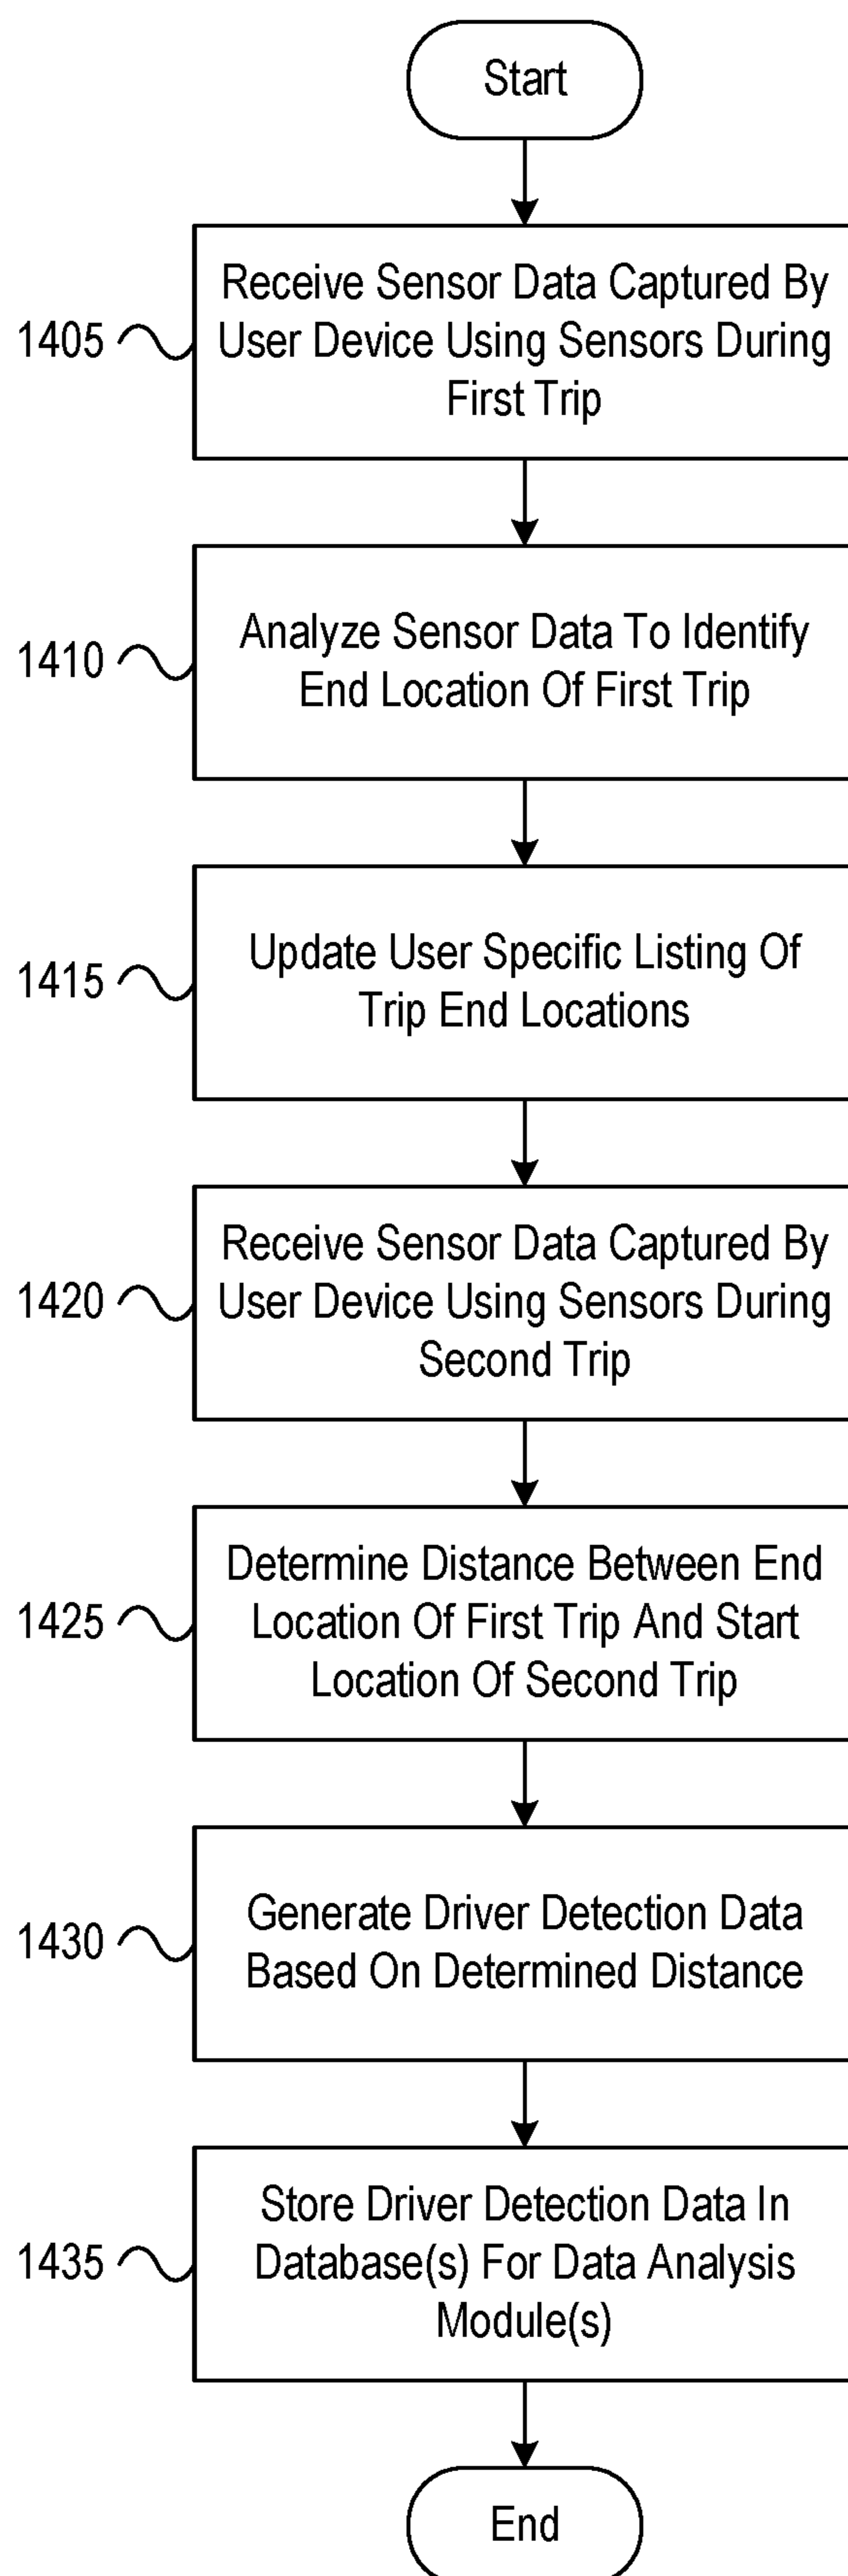 Start
Receive Sensor Data Captured By
1405 User Device Using Sensors During
First Trip
1410
Analyze Sensor Data To Identify
End Location Of First Trip
1415
Update User Specific Listing Of
Trip End Locations
Receive Sensor Data Captured By
1420 User Device Using Sensors During
Second Trip
Determine Distance Between End
1425 Location Of First Trip And Start
Location Of Second Trip
1430
Generate Driver Detection Data
Based On Determined Distance
Store Driver Detection Data In
1435 Database(s) For Data Analysis
Module(s)
End